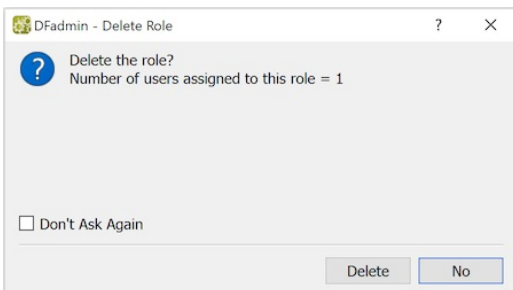 DFadmin - Delete Role ?
Delete the role?
Number of users assigned to this role = 1
Don't Ask Again
Delete No